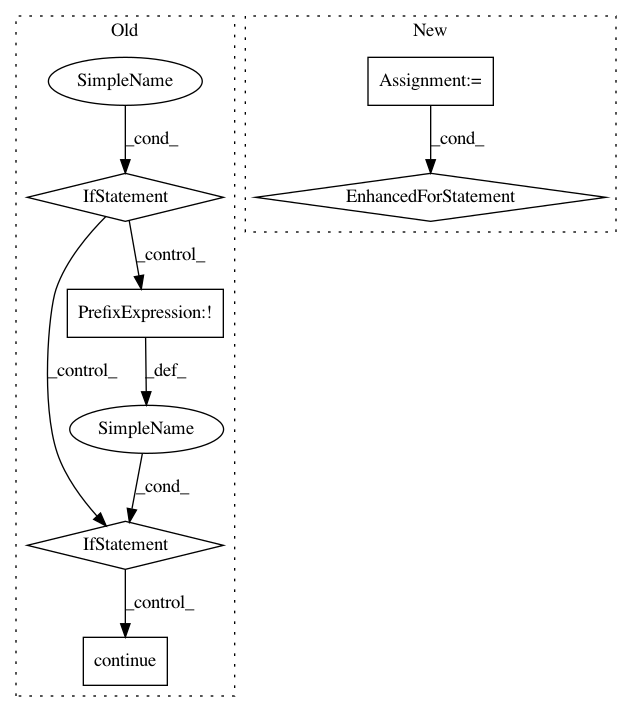 Old
New
SimpleName
Assignment:=
_cond_
_cond_
IfStatement
EnhancedForStatement
_control_
PrefixExpression:!
_control_
_def_
SimpleName
_cond_
IfStatement
_control_
continue